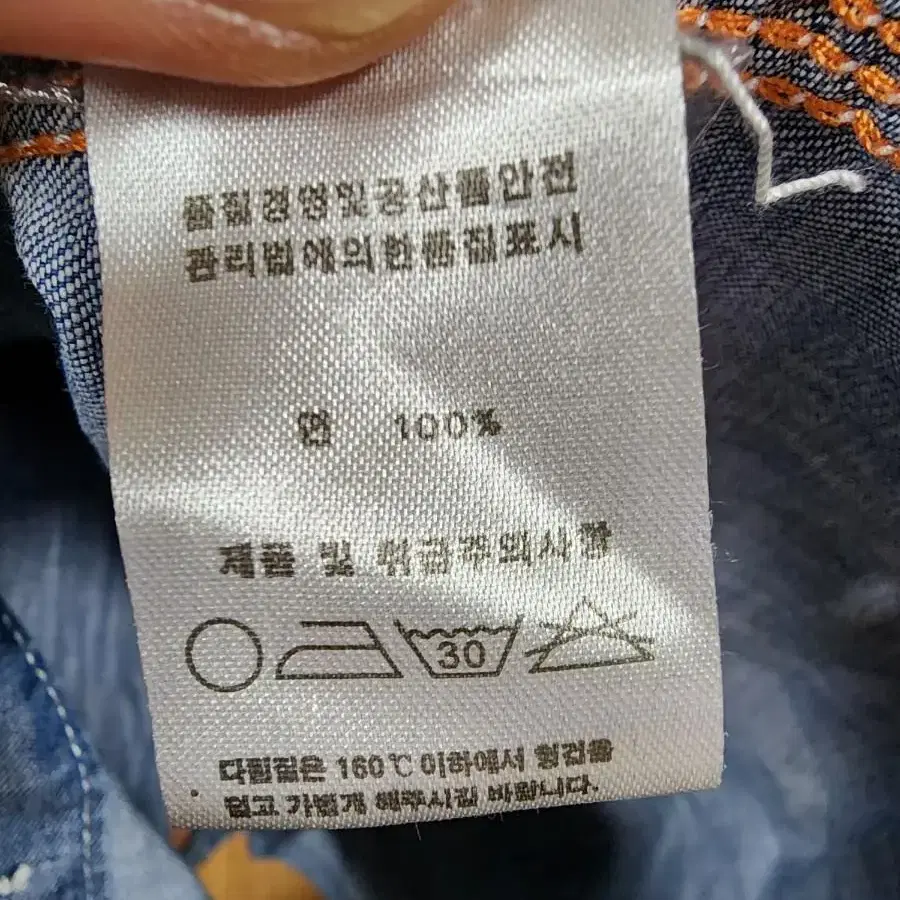 품질경영및공산품안전
관리법에의한품질표시
면 100%
제품 및 취급주의사항
30
다림질은 160℃이하에서 헝겊을
덮고 가볍게 해주시길 바랍니다.